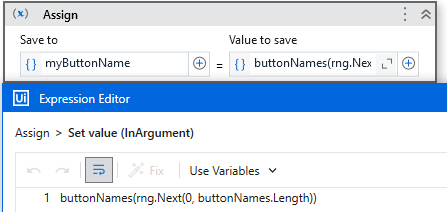 (x) Assign
Save to
Value to save
{} myButtonName
=
{} buttonNames(rng.Nex
Ui Expression Editor
Assign > Set value (InArgument)
Fix
Use Variables
1 buttonNames(rng.Next(0, buttonNames.Length))